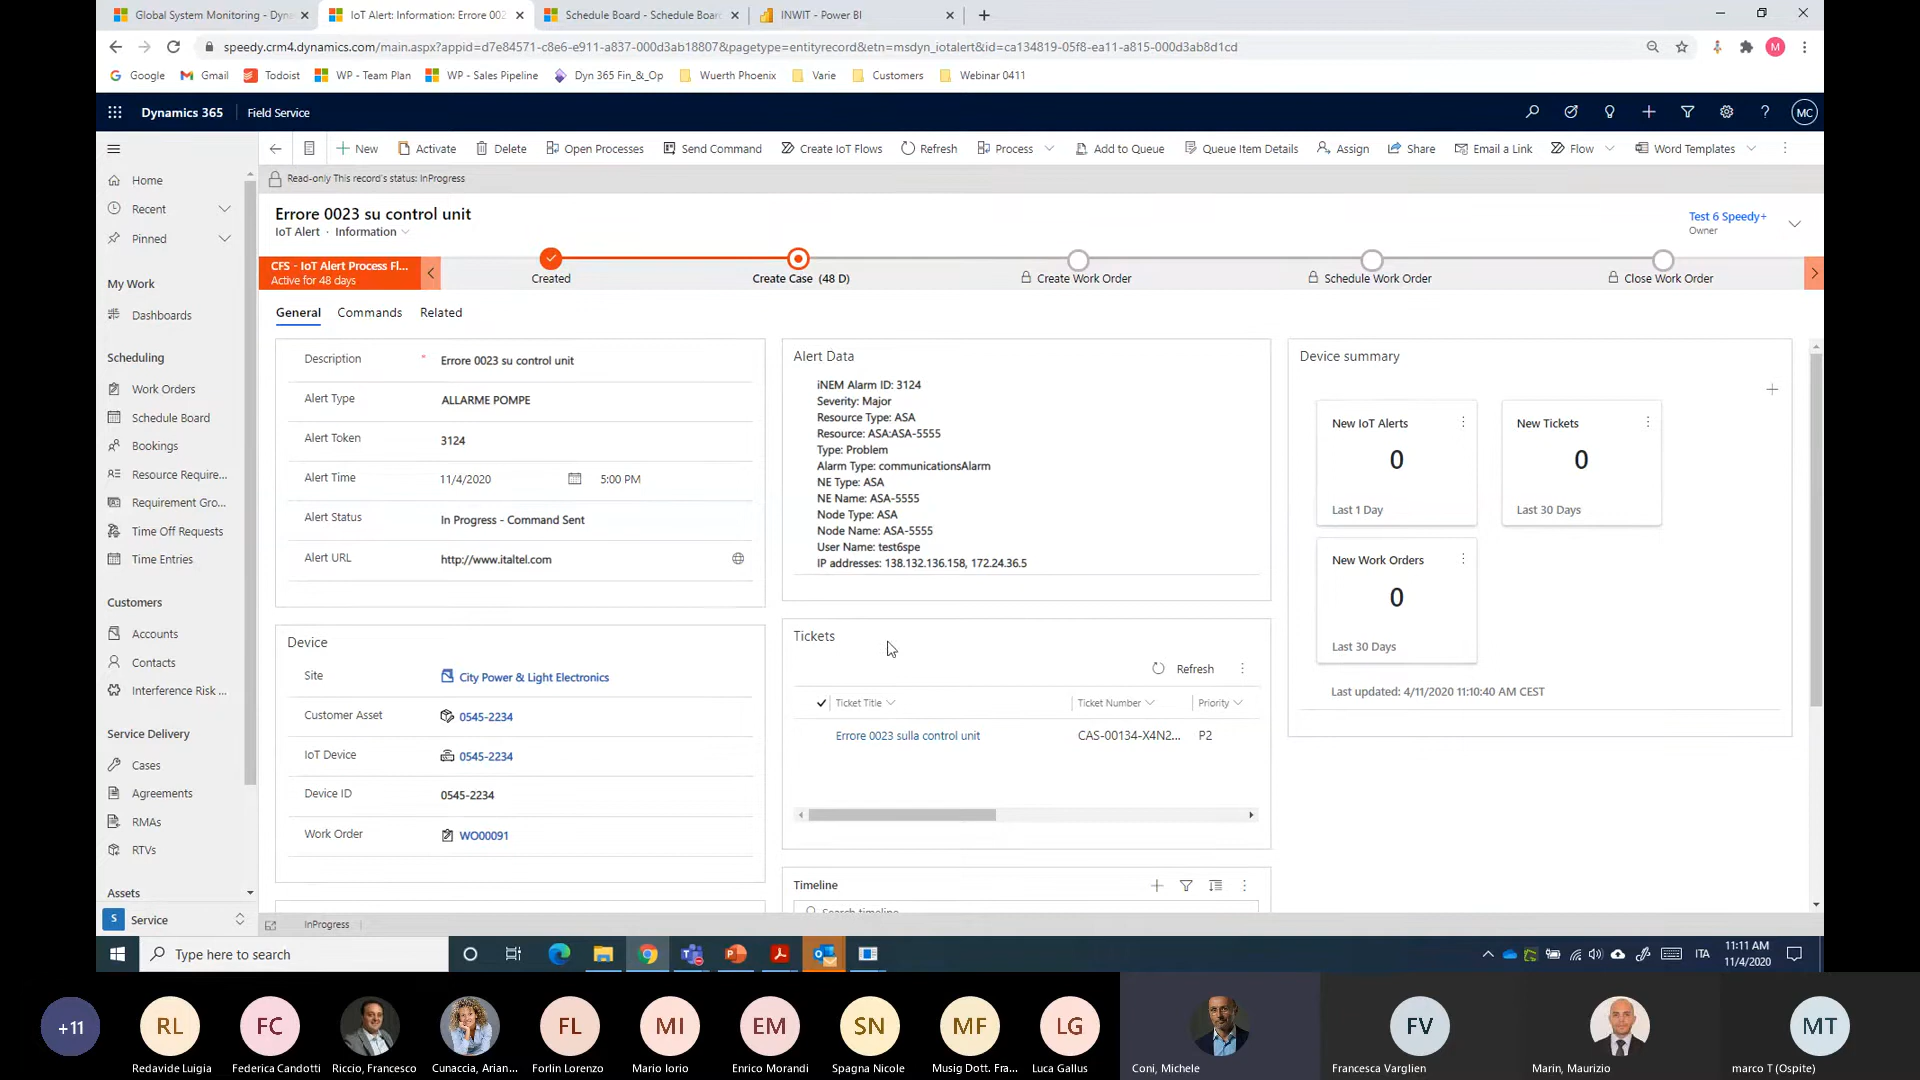 Global System Monitoring - Dyna
IoT Alert: Information: Errore 002
Schedule Board - Schedule Boar
INWIT - Power BI
speedy.crm4.dynamics.com/main.aspx?appid=d7e84571-c8e6-e911-a837-000d3ab18807&pagetype=entityrecord&etn=msdyn_iotalert&id=ca134819-05f8-ea11-a815-000d3ab8d1cd
M
Google
Gmail
Todoist
WP - Team Plan
WP - Sales Pipeline
Dyn 365 Fin_&_Op
Wuerth Phoenix
Varie
Customers
Webinar 0411
Dynamics 365
Field Service
MC
New
Activate
Delete
Open Processes
Send Command
Create IoT Flows
Refresh
Process
Add to Queue
Queue Item Details
Assign
Share
Email a Link
Flow
Word Templates
Read-only This record's status: InProgress
Home
Recent
Pinned
My Work
Dashboards
Scheduling
Work Orders
Schedule Board
Bookings
Resource Require...
Requirement Gro...
Time Off Requests
Time Entries
Customers
Accounts
Contacts
Interference Risk ...
Service Delivery
Cases
Agreements
RMAs
RTVs
Assets
S
Service
Errore 0023 su control unit
IoT Alert · Information
Test 6 Speedy+
Owner
CFS - IoT Alert Process Fl...
Active for 48 days
Created
Create Case (48 D)
Create Work Order
Schedule Work Order
Close Work Order
General
Commands
Related
Description * Errore 0023 su control unit
Alert Type ALLARME POMPE
Alert Token 3124
Alert Time 11/4/2020 5:00 PM
Alert Status In Progress - Command Sent
Alert URL http://www.italtel.com
Device
Site City Power & Light Electronics
Customer Asset 0545-2234
IoT Device 0545-2234
Device ID 0545-2234
Work Order WO00091
Alert Data
iNEM Alarm ID: 3124
Severity: Major
Resource Type: ASA
Resource: ASA:ASA-5555
Type: Problem
Alarm Type: communicationsAlarm
NE Type: ASA
NE Name: ASA-5555
Node Type: ASA
Node Name: ASA-5555
User Name: test6spe
IP addresses: 138.132.136.158, 172.24.36.5
Tickets
Refresh
Ticket Title
Ticket Number
Priority
Errore 0023 sulla control unit
CAS-00134-X4N2...
P2
Timeline
Search timeline
Device summary
New IoT Alerts
0
Last 1 Day
New Tickets
0
Last 30 Days
New Work Orders
0
Last 30 Days
Last updated: 4/11/2020 11:10:40 AM CEST
InProgress
Type here to search
ITA
11:11 AM
11/4/2020
+11
RL
Redavide Luigia
FC
Federica Candotti
Riccio, Francesco
Cunaccia, Arian...
FL
Forlin Lorenzo
MI
Mario Iorio
EM
Enrico Morandi
SN
Spagna Nicole
MF
Musig Dott. Fra...
LG
Luca Gallus
Coni, Michele
FV
Francesca Varglien
Marin, Maurizio
MT
marco T (Ospite)